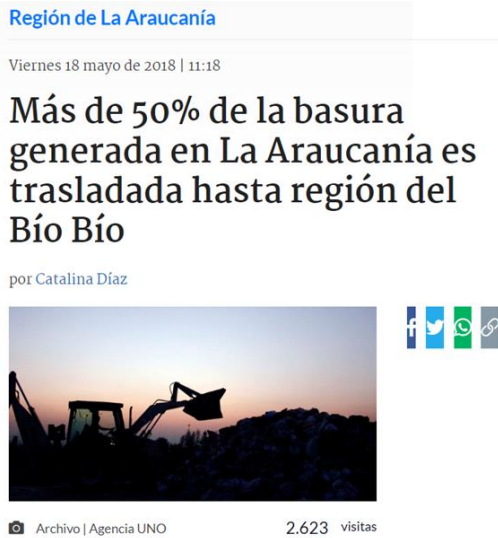 Región de La Araucanía
Viernes 18 mayo de 2018 | 11:18
Más de 50% de la basura
generada en La Araucanía es
trasladada hasta región del
Bío Bío
por Catalina Díaz
Archivo | Agencia UNO
2.623 visitas